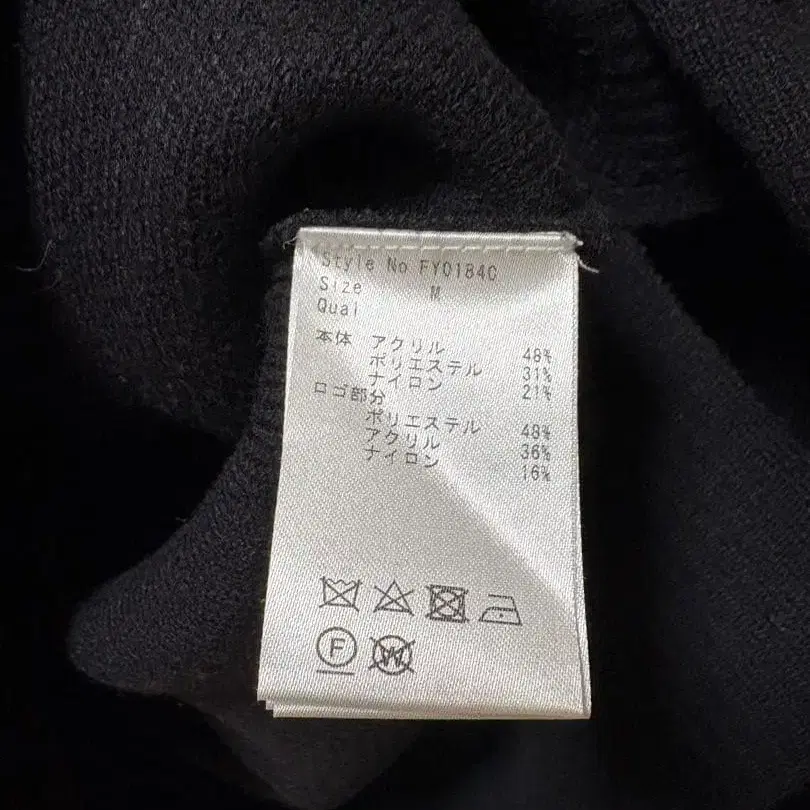 Style No FY0184C
Size M
Qual
本体 アクリル 48%
ポリエステル 31%
ナイロン 21%
ロゴ部分
ポリエステル 48%
アクリル 36%
ナイロン 16%
F W